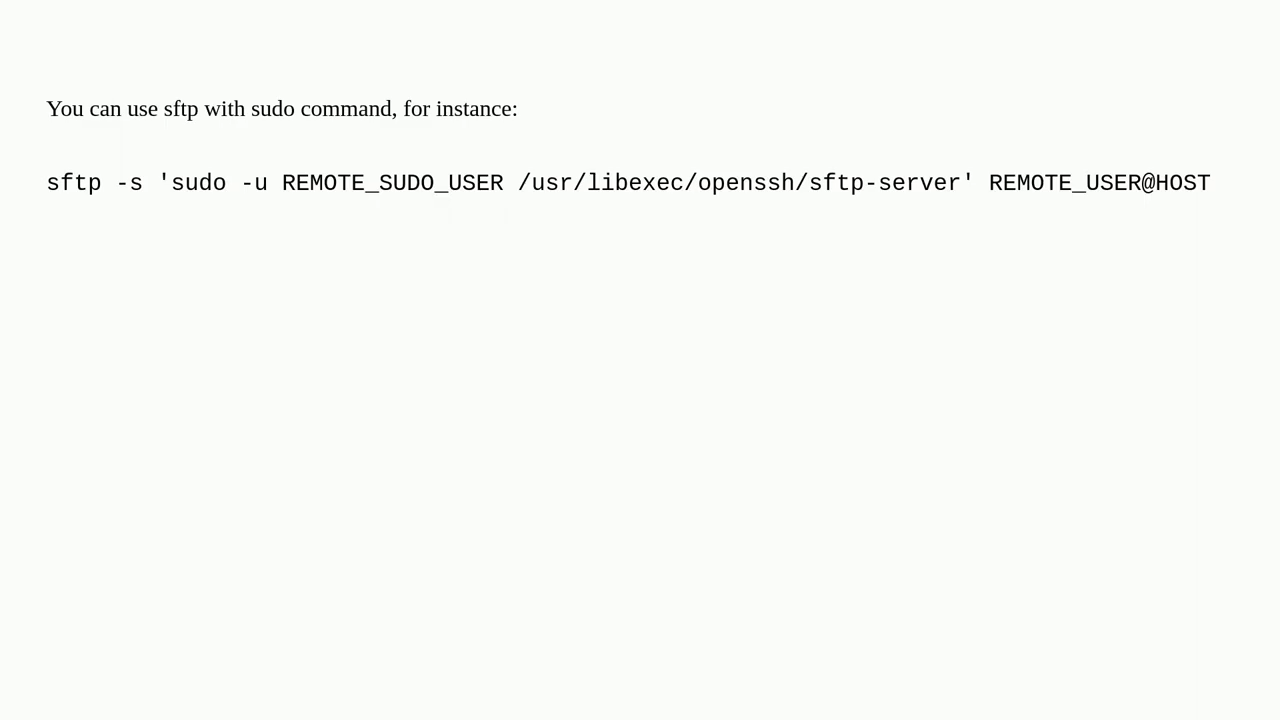 You can use sftp with sudo command, for instance:
sftp -s 'sudo -u REMOTE_SUDO_USER /usr/libexec/openssh/sftp-server' REMOTE_USER@HOST